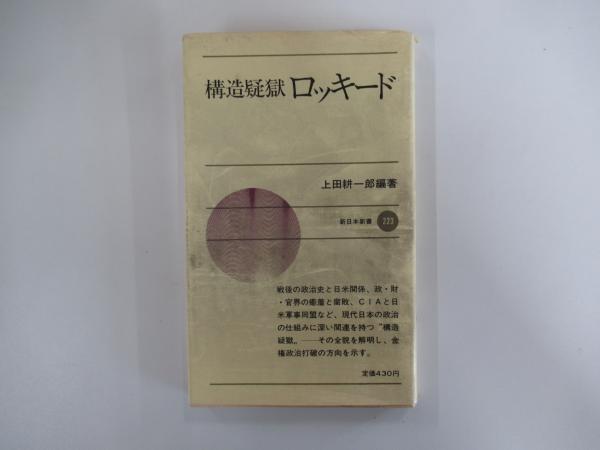 構造疑獄 ロッキード
上田耕一郎編著
新日本新書 223
戦後の政治史と日米関係、政・財
・官界の癒着と腐敗、CIAと日
米軍事同盟など、現代日本の政治
の仕組みに深い関連を持つ〝構造
疑獄〟——その全貌を解明し、金
権政治打破の方向を示す。
定価430円